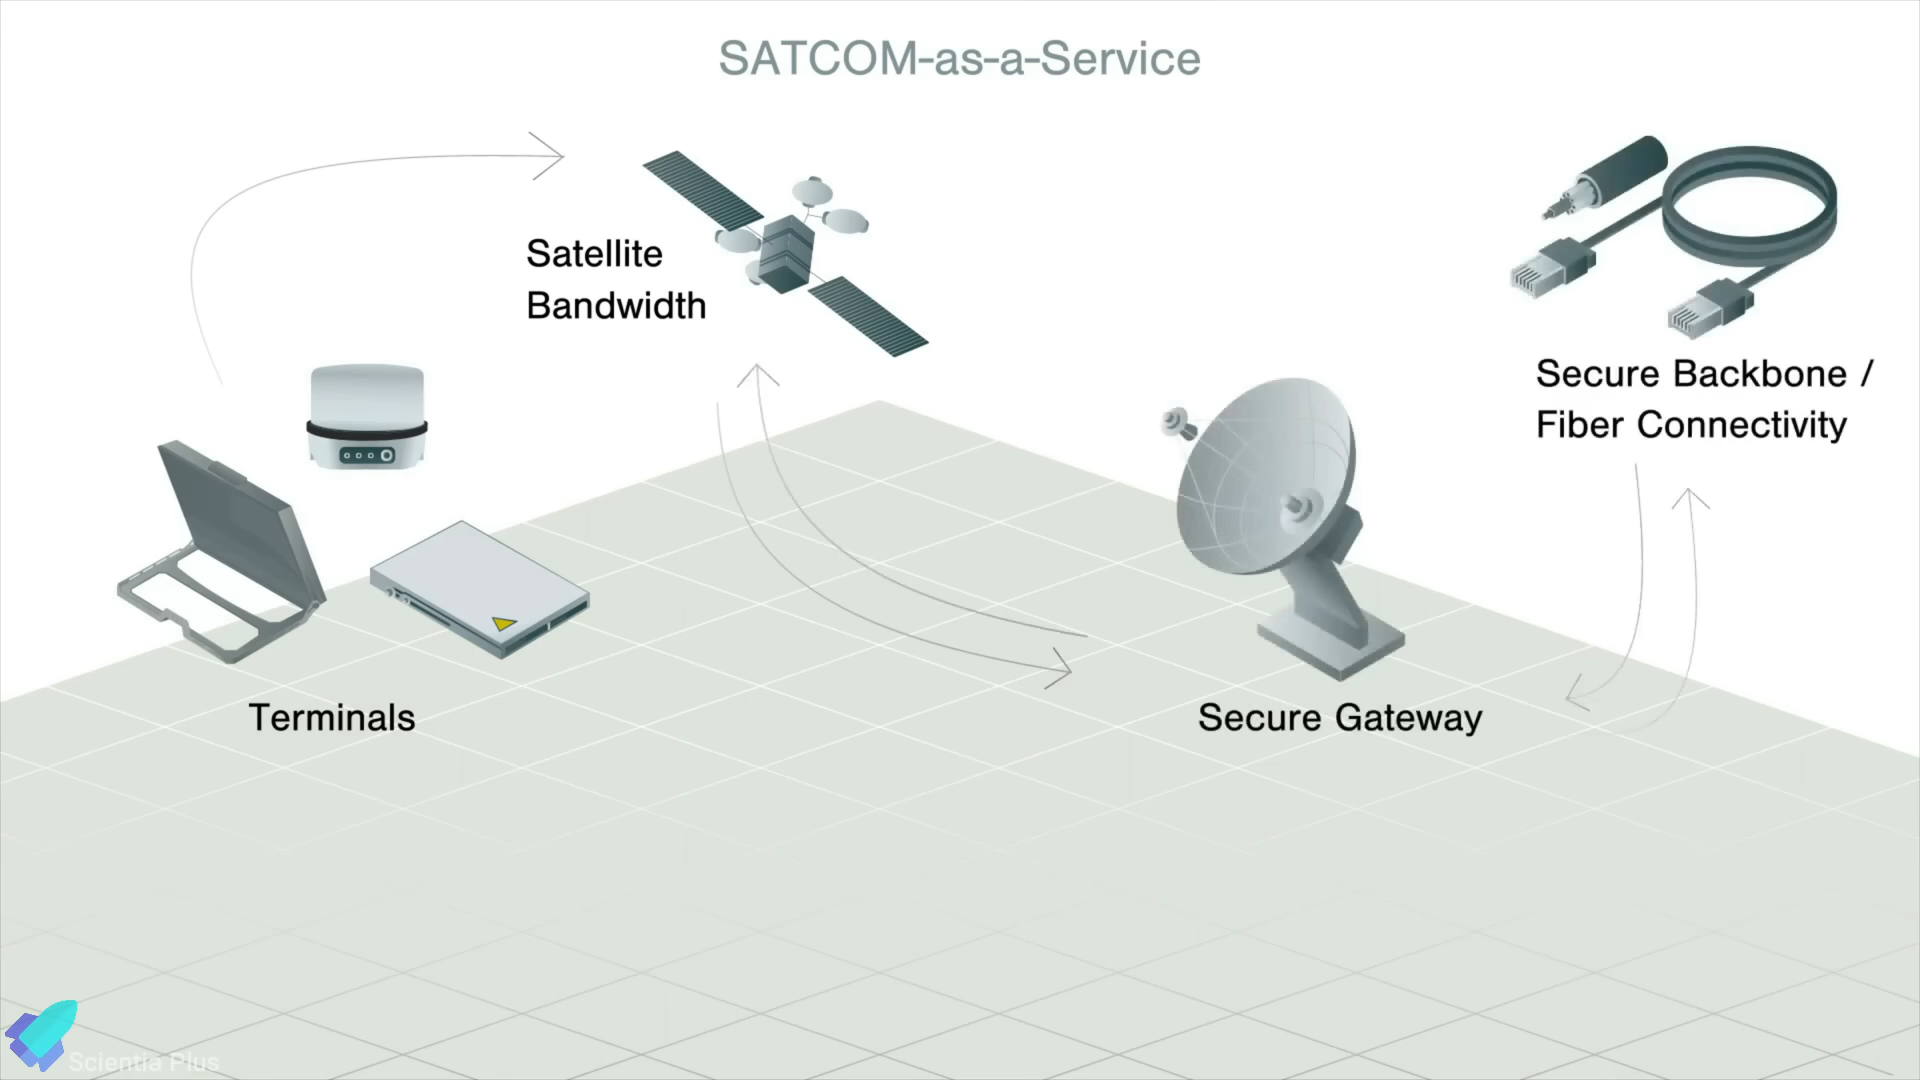 SATCOM-as-a-Service
Satellite
Bandwidth
Secure Backbone /
Fiber Connectivity
Terminals
Secure Gateway
Scientia Plus